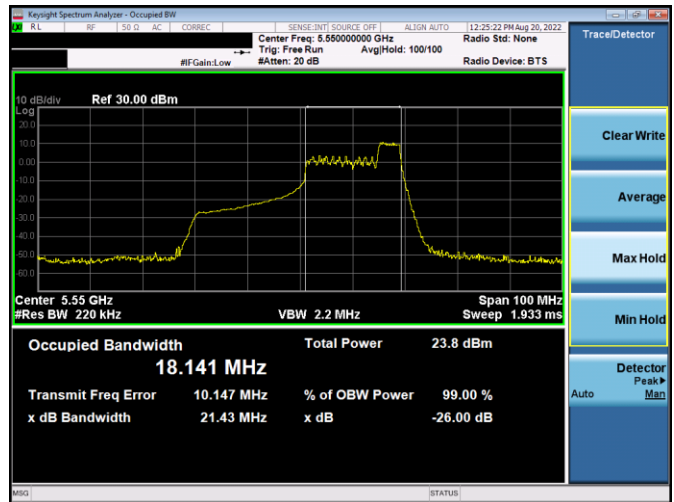 Keysight Spectrum Analyzer - Occupied BW
RL RF 50 Ω AC CORREC SENSE:INT SOURCE OFF ALIGN AUTO 12:25:22 PM Aug 20, 2022
Center Freq: 5.550000000 GHz Radio Std: None
Trig: Free Run Avg|Hold: 100/100
#IFGain:Low #Atten: 20 dB Radio Device: BTS
Trace/Detector
10 dB/div Ref 30.00 dBm
Log
20.0
10.0
0.00
-10.0
-20.0
-30.0
-40.0
-50.0
-60.0
Center 5.55 GHz Span 100 MHz
#Res BW 220 kHz VBW 2.2 MHz Sweep 1.933 ms
Occupied Bandwidth Total Power 23.8 dBm
18.141 MHz
Transmit Freq Error 10.147 MHz % of OBW Power 99.00 %
x dB Bandwidth 21.43 MHz x dB -26.00 dB
Clear Write
Average
Max Hold
Min Hold
Detector
Peak▶
Auto Man
MSG STATUS